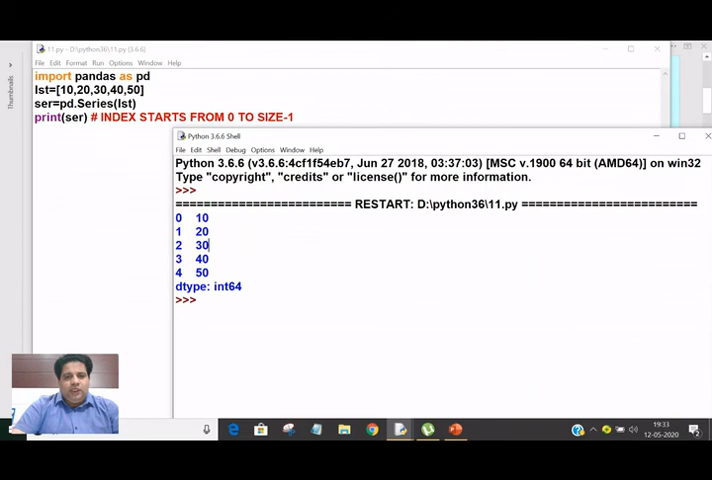 11.py - D:\python36\11.py (3.6.6)
File Edit Format Run Options Window Help
Thumbnails
import pandas as pd
lst=[10,20,30,40,50]
ser=pd.Series(lst)
print(ser) # INDEX STARTS FROM 0 TO SIZE-1
Python 3.6.6 Shell
File Edit Shell Debug Options Window Help
Python 3.6.6 (v3.6.6:4cf1f54eb7, Jun 27 2018, 03:37:03) [MSC v.1900 64 bit (AMD64)] on win32
Type "copyright", "credits" or "license()" for more information.
>>>
========================== RESTART: D:\python36\11.py ==========================
0 10
1 20
2 30
3 40
4 50
dtype: int64
>>>
19:33
12-05-2020